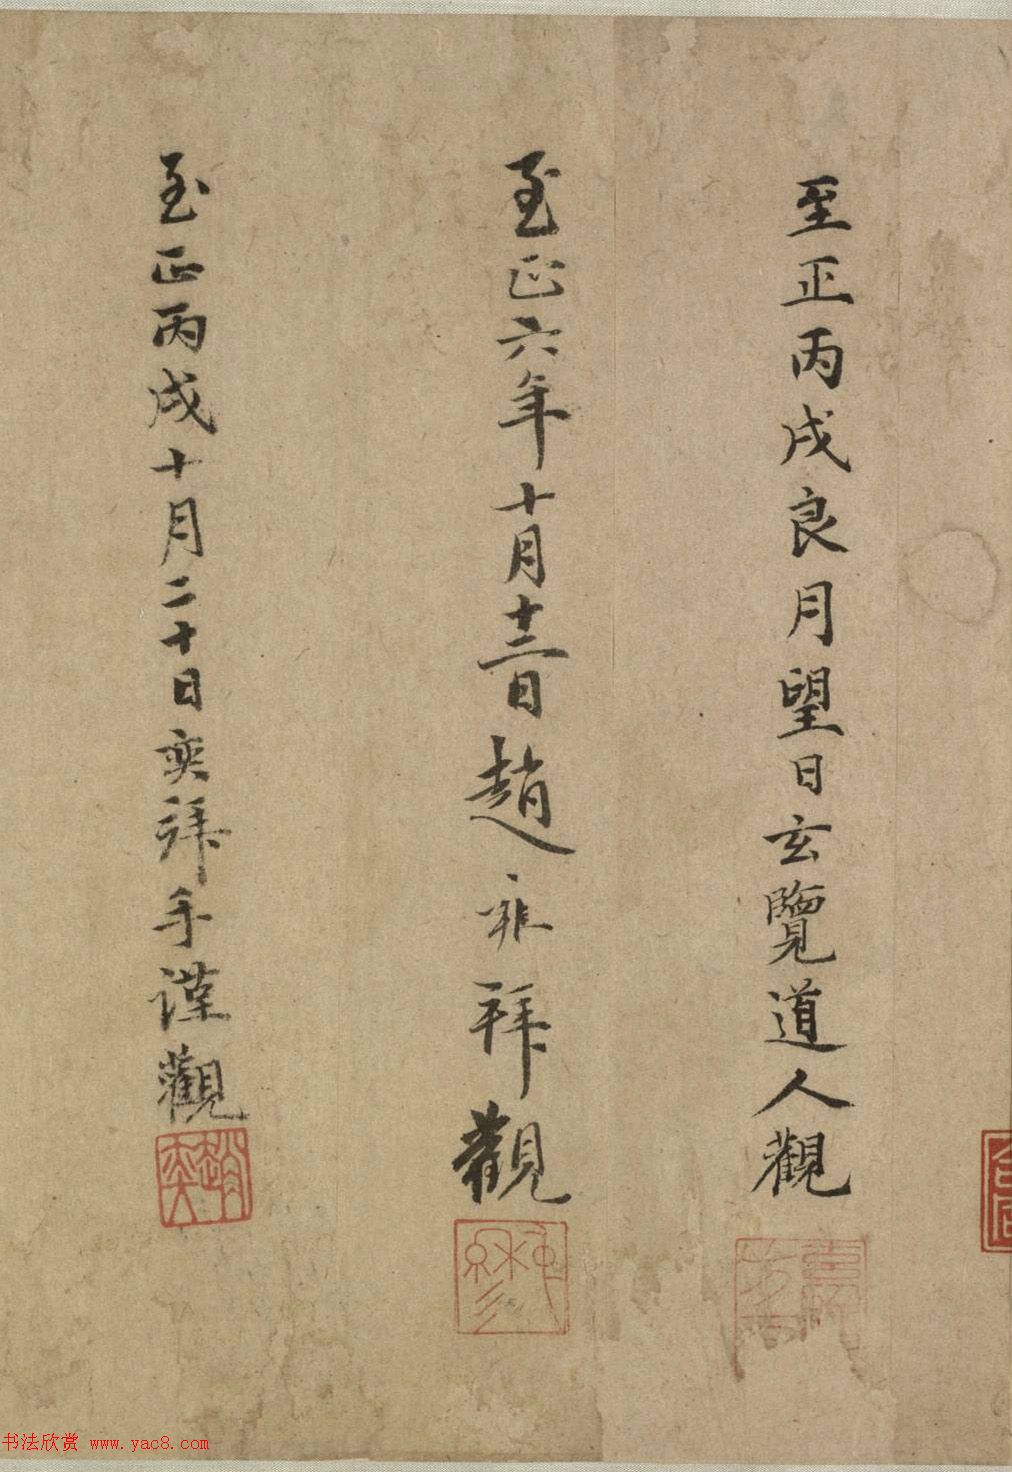 至正丙戌良月望日玄覽道人觀
至正六年十月十二日趙雍拜觀
至正丙戌十月二十日奕拜手謹觀
趙奕
书法欣赏 www.yac8.com